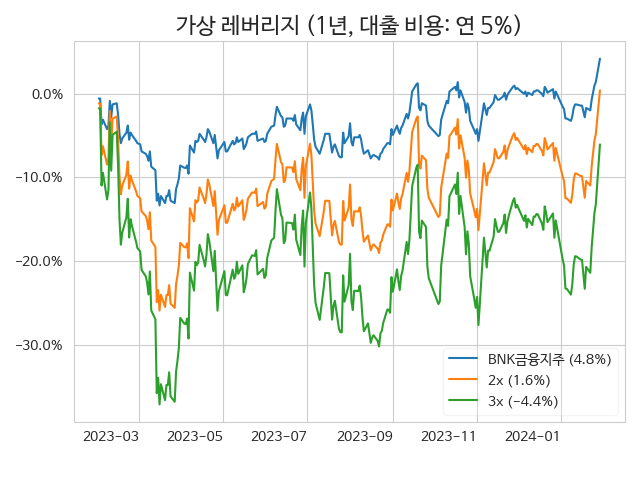 가상 레버리지 (1년, 대출 비용: 연 5%)
0.0%
−10.0%
−20.0%
−30.0%
BNK금융지주 (4.8%)
2x (1.6%)
3x (−4.4%)
2023−03 2023−05 2023−07 2023−09 2023−11 2024−01